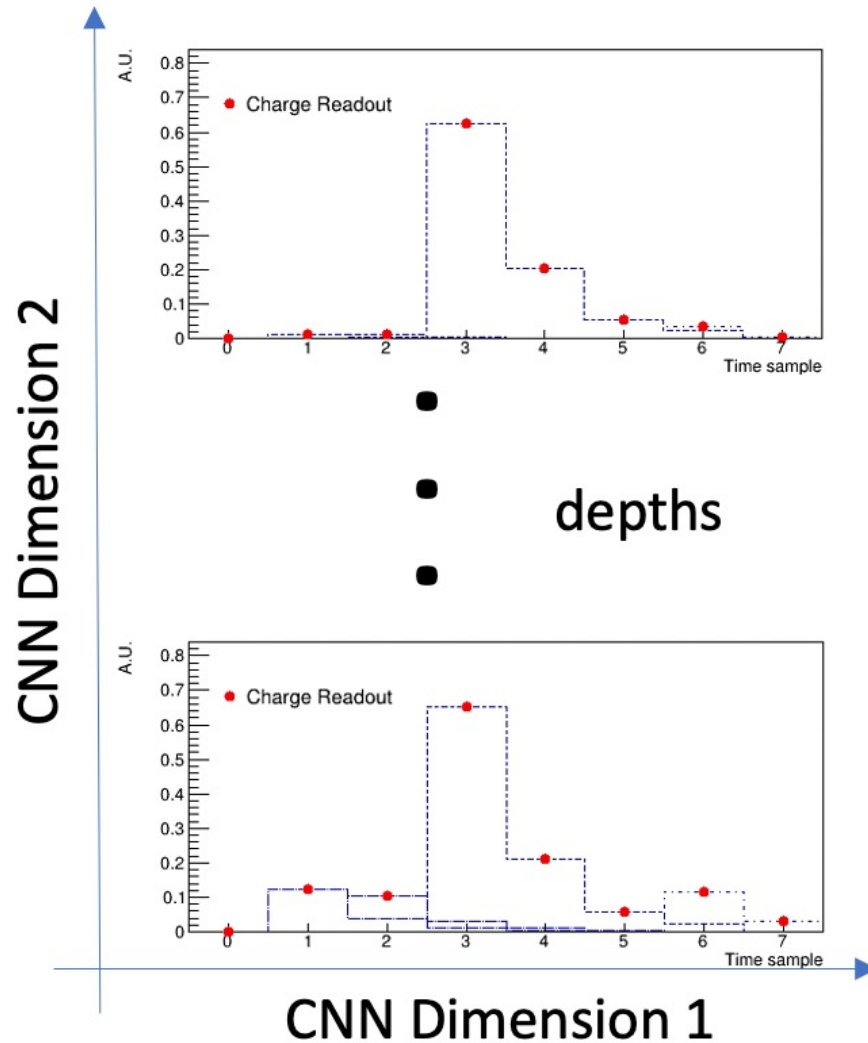 A.U.
0.8
Charge Readout
0.7
0.6
0.5
0.4
0.3
0.2
0.1
0
0 1 2 3 4 5 6 7
Time sample
depths
CNN Dimension 2
A.U.
0.8
Charge Readout
0.7
0.6
0.5
0.4
0.3
0.2
0.1
0
0 1 2 3 4 5 6 7
Time sample
CNN Dimension 1